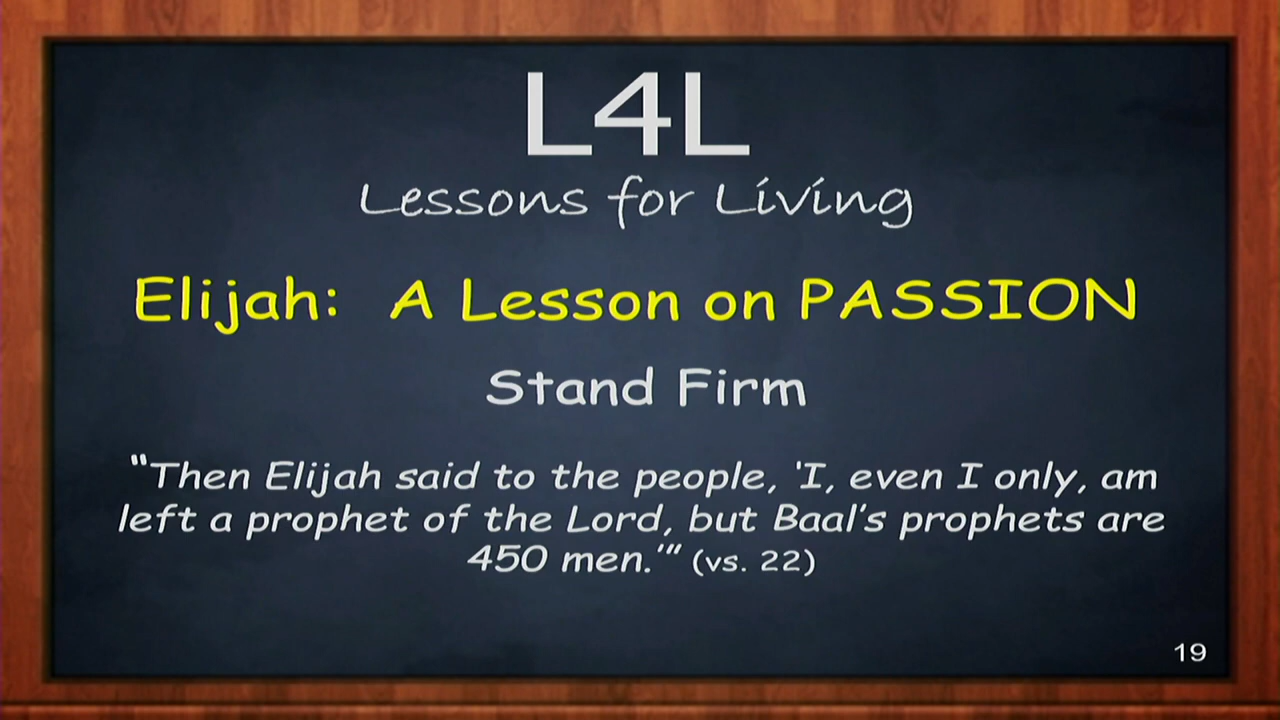 L4L
Lessons for Living
Elijah: A Lesson on PASSION
Stand Firm
"Then Elijah said to the people, 'I, even I only, am
left a prophet of the Lord, but Baal's prophets are
450 men.'" (vs. 22)
19